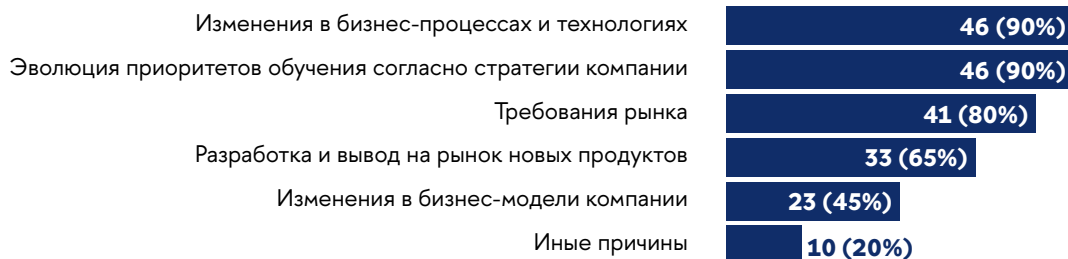 Изменения в бизнес-процессах и технологиях 46 (90%)
Эволюция приоритетов обучения согласно стратегии компании 46 (90%)
Требования рынка 41 (80%)
Разработка и вывод на рынок новых продуктов 33 (65%)
Изменения в бизнес-модели компании 23 (45%)
Иные причины 10 (20%)